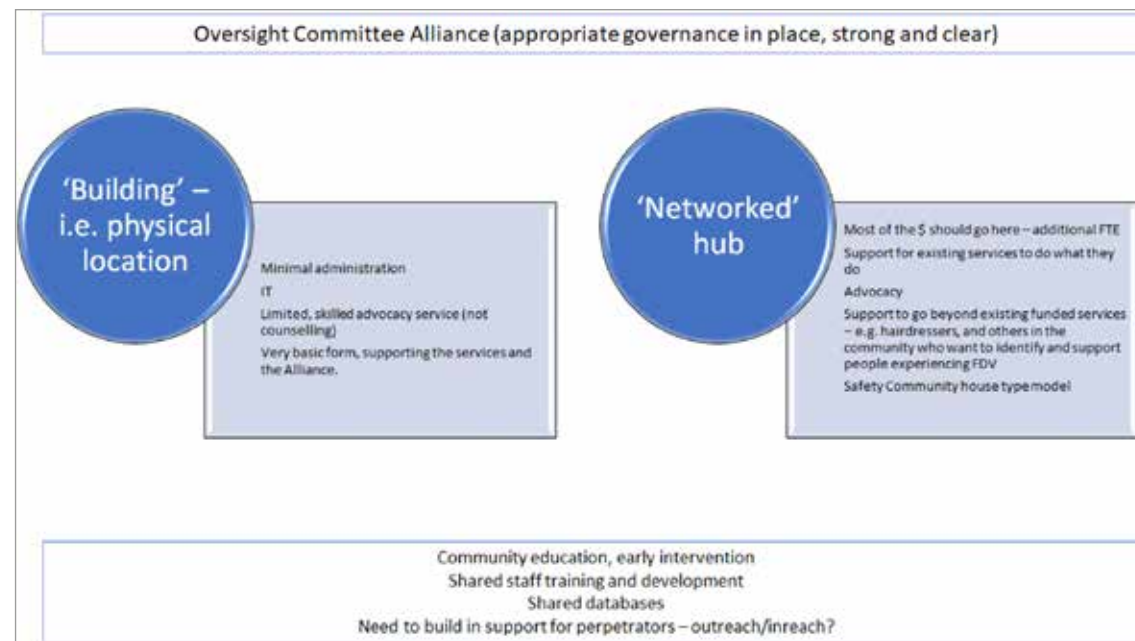 Oversight Committee Alliance (appropriate governance in place, strong and clear)
‘Building’ –
i.e. physical
location
Minimal administration
IT
Limited, skilled advocacy service (not
counselling)
Very basic form, supporting the services and
the Alliance.
‘Networked’
hub
Most of the $ should go here – additional FTE
Support for existing services to do what they
do
Advocacy
Support to go beyond existing funded services
– e.g. hairdressers, and others in the
community who want to identify and support
people experiencing FDV
Safety Community house type model
Community education, early intervention
Shared staff training and development
Shared databases
Need to build in support for perpetrators – outreach/inreach?